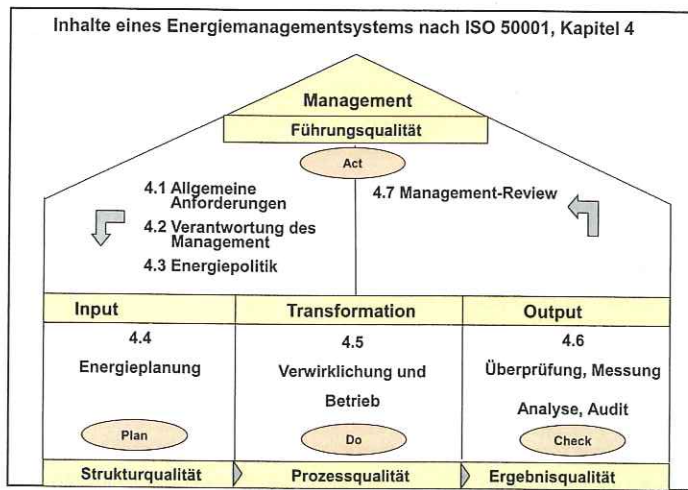 Inhalte eines Energiemanagementsystems nach ISO 50001, Kapitel 4
Management
Führungsqualität
Act
4.1 Allgemeine
Anforderungen
4.2 Verantwortung des
Management
4.3 Energiepolitik
4.7 Management-Review
Input
Transformation
Output
4.4
Energieplanung
Plan
4.5
Verwirklichung und
Betrieb
Do
4.6
Überprüfung, Messung
Analyse, Audit
Check
Strukturqualität
Prozessqualität
Ergebnisqualität